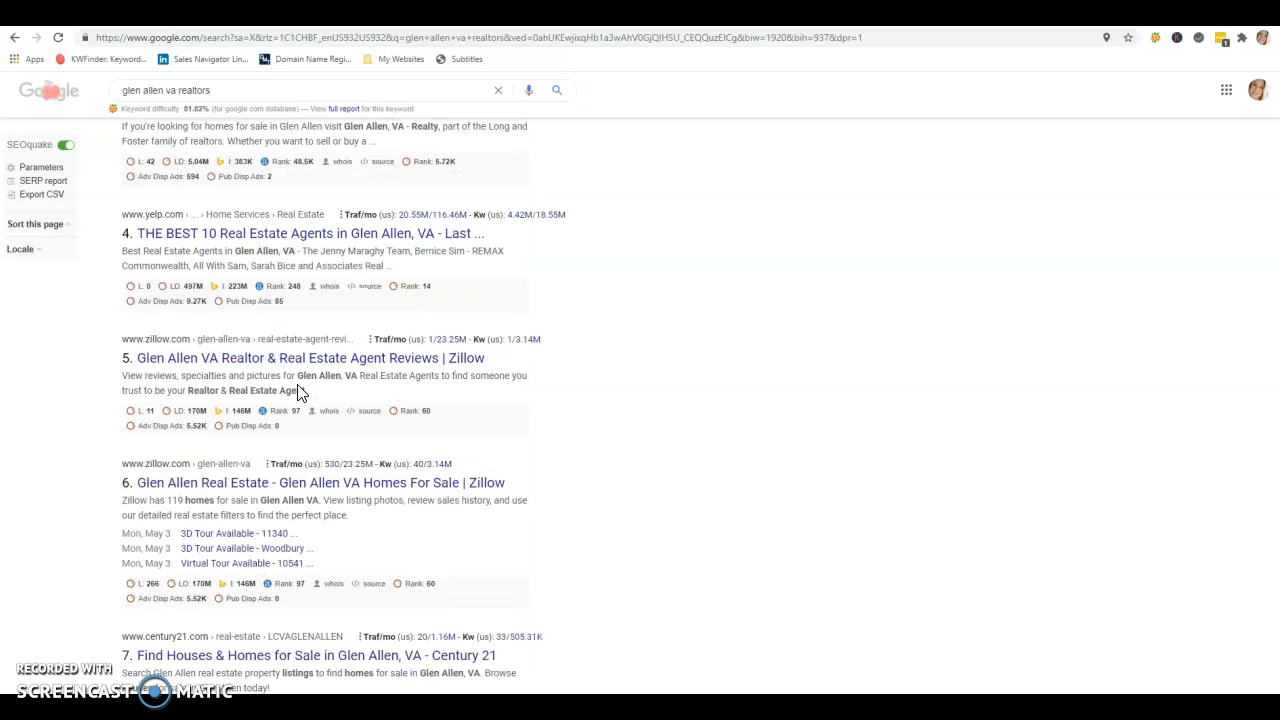 https://www.google.com/search?sa=X&rlz=1C1CHBF_enUS932US932&q=glen+allen+va+realtors&ved=0ahUKEwjixqHb1a3wAhV0GjQIHSU_CEQQuzEICg&biw=1920&bih=937&dpr=1
Apps KWFinder: Keyword... Sales Navigator Lin... Domain Name Regi... My Websites Subtitles
Google glen allen va realtors
Keyword difficulty 81.82% (for google com database) — View full report for this keyword
If you're looking for homes for sale in Glen Allen visit Glen Allen, VA - Realty, part of the Long and
Foster family of realtors. Whether you want to sell or buy a ...
SEOquake
Parameters
SERP report
Export CSV
Sort this page
Locale
L: 42 LD: 5.04M I: 383K Rank: 48.5K whois source Rank: 5.72K
Adv Disp Ads: 594 Pub Disp Ads: 2
www.yelp.com › ... › Home Services › Real Estate Traf/mo (us): 20.55M/116.46M - Kw (us): 4.42M/18.55M
4. THE BEST 10 Real Estate Agents in Glen Allen, VA - Last ...
Best Real Estate Agents in Glen Allen, VA - The Jenny Maraghy Team, Bernice Sim - REMAX
Commonwealth, All With Sam, Sarah Bice and Associates Real ...
L: 0 LD: 497M I: 223M Rank: 248 whois source Rank: 14
Adv Disp Ads: 9.27K Pub Disp Ads: 85
www.zillow.com › glen-allen-va › real-estate-agent-revi... Traf/mo (us): 1/23.25M - Kw (us): 1/3.14M
5. Glen Allen VA Realtor & Real Estate Agent Reviews | Zillow
View reviews, specialties and pictures for Glen Allen, VA Real Estate Agents to find someone you
trust to be your Realtor & Real Estate Age
L: 11 LD: 170M I: 146M Rank: 97 whois source Rank: 60
Adv Disp Ads: 5.52K Pub Disp Ads: 0
www.zillow.com › glen-allen-va Traf/mo (us): 530/23.25M - Kw (us): 40/3.14M
6. Glen Allen Real Estate - Glen Allen VA Homes For Sale | Zillow
Zillow has 119 homes for sale in Glen Allen VA. View listing photos, review sales history, and use
our detailed real estate filters to find the perfect place.
Mon, May 3 3D Tour Available - 11340 ...
Mon, May 3 3D Tour Available - Woodbury ...
Mon, May 3 Virtual Tour Available - 10541 ...
L: 266 LD: 170M I: 146M Rank: 97 whois source Rank: 60
Adv Disp Ads: 5.52K Pub Disp Ads: 0
www.century21.com › real-estate › LCVAGLENALLEN Traf/mo (us): 20/1.16M - Kw (us): 33/505.31K
7. Find Houses & Homes for Sale in Glen Allen, VA - Century 21
Search Glen Allen real estate property listings to find homes for sale in Glen Allen, VA. Browse
today!
RECORDED WITH
SCREENCAST MATIC